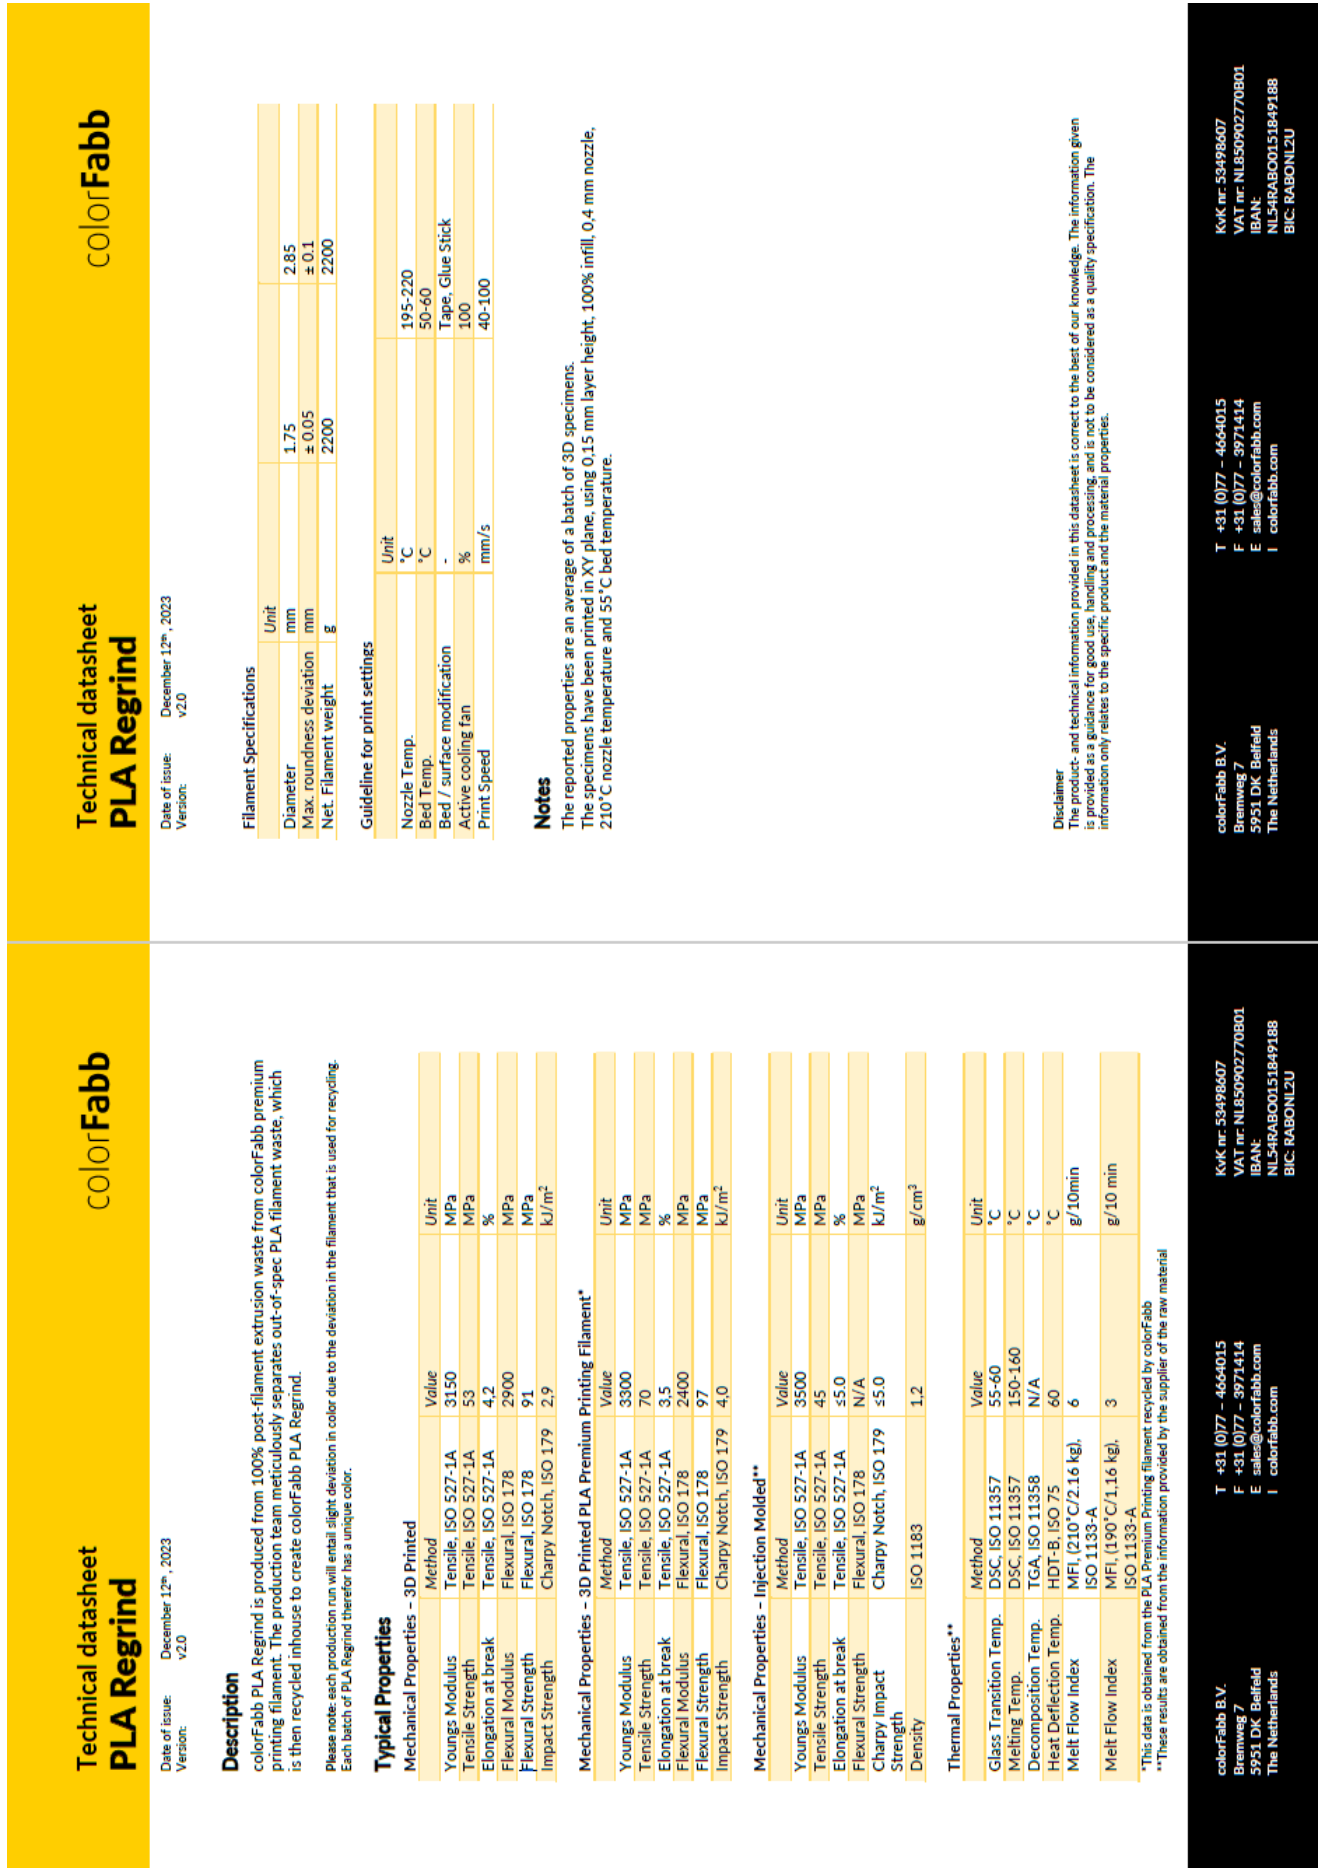 Technical datasheet
PLA Regrind
colorFabb
Date of issue: December 12th, 2023
Version: v2.0
Description
colorFabb PLA Regrind is produced from 100% post-filament extrusion waste from colorFabb premium
printing filament. The production team meticulously separates out-of-spec PLA filament waste, which
is then recycled inhouse to create colorFabb PLA Regrind.
Please note: each production run will entail slight deviation in color due to the deviation in the filament that is used for recycling.
Each batch of PLA Regrind therefor has a unique color.
Typical Properties
Mechanical Properties – 3D Printed
Method Value Unit
Youngs Modulus Tensile, ISO 527-1A 3150 MPa
Tensile Strength Tensile, ISO 527-1A 53 MPa
Elongation at break Tensile, ISO 527-1A 4,2 %
Flexural Modulus Flexural, ISO 178 2900 MPa
Flexural Strength Flexural, ISO 178 91 MPa
Impact Strength Charpy Notch, ISO 179 2,9 kJ/m²
Mechanical Properties – 3D Printed PLA Premium Printing Filament*
Method Value Unit
Youngs Modulus Tensile, ISO 527-1A 3300 MPa
Tensile Strength Tensile, ISO 527-1A 70 MPa
Elongation at break Tensile, ISO 527-1A 3,5 %
Flexural Modulus Flexural, ISO 178 2400 MPa
Flexural Strength Flexural, ISO 178 97 MPa
Impact Strength Charpy Notch, ISO 179 4,0 kJ/m²
Mechanical Properties – Injection Molded**
Method Value Unit
Youngs Modulus Tensile, ISO 527-1A 3500 MPa
Tensile Strength Tensile, ISO 527-1A 45 MPa
Elongation at break Tensile, ISO 527-1A ≤5.0 %
Flexural Strength Flexural, ISO 178 N/A MPa
Charpy Impact Charpy Notch, ISO 179 ≤5.0 kJ/m²
Strength
Density ISO 1183 1,2 g/cm³
Thermal Properties**
Method Value Unit
Glass Transition Temp. DSC, ISO 11357 55-60 °C
Melting Temp. DSC, ISO 11357 150-160 °C
Decomposition Temp. TGA, ISO 11358 N/A °C
Heat Deflection Temp. HDT-B, ISO 75 60 °C
Melt Flow Index MFI, (210°C/2.16 kg), 6 g/10min
ISO 1133-A
Melt Flow Index MFI, (190°C/1,16 kg), 3 g/10 min
ISO 1133-A
*This data is obtained from the PLA Premium Printing filament recycled by colorFabb
**These results are obtained from the information provided by the supplier of the raw material
colorFabb B.V. T +31 (0)77 – 4664015 KvK nr: 53498607
Bremweg 7 F +31 (0)77 – 3971414 VAT nr: NL850902770B01
5951 DK Belfeld E sales@colorfabb.com IBAN:
The Netherlands I colorfabb.com NL54RABO0151849188
BIC: RABONL2U
Technical datasheet
PLA Regrind
colorFabb
Date of issue: December 12th, 2023
Version: v2.0
Filament Specifications
Unit
Diameter mm 1.75 2.85
Max. roundness deviation mm ± 0.05 ± 0.1
Net. Filament weight g 2200 2200
Guideline for print settings
Unit
Nozzle Temp. °C 195-220
Bed Temp. °C 50-60
Bed / surface modification - Tape, Glue Stick
Active cooling fan % 100
Print Speed mm/s 40-100
Notes
The reported properties are an average of a batch of 3D specimens.
The specimens have been printed in XY plane, using 0,15 mm layer height, 100% infill, 0,4 mm nozzle,
210°C nozzle temperature and 55°C bed temperature.
Disclaimer
The product- and technical information provided in this datasheet is correct to the best of our knowledge. The information given
is provided as a guidance for good use, handling and processing, and is not to be considered as a quality specification. The
information only relates to the specific product and the material properties.
colorFabb B.V. T +31 (0)77 – 4664015 KvK nr: 53498607
Bremweg 7 F +31 (0)77 – 3971414 VAT nr: NL850902770B01
5951 DK Belfeld E sales@colorfabb.com IBAN:
The Netherlands I colorfabb.com NL54RABO0151849188
BIC: RABONL2U